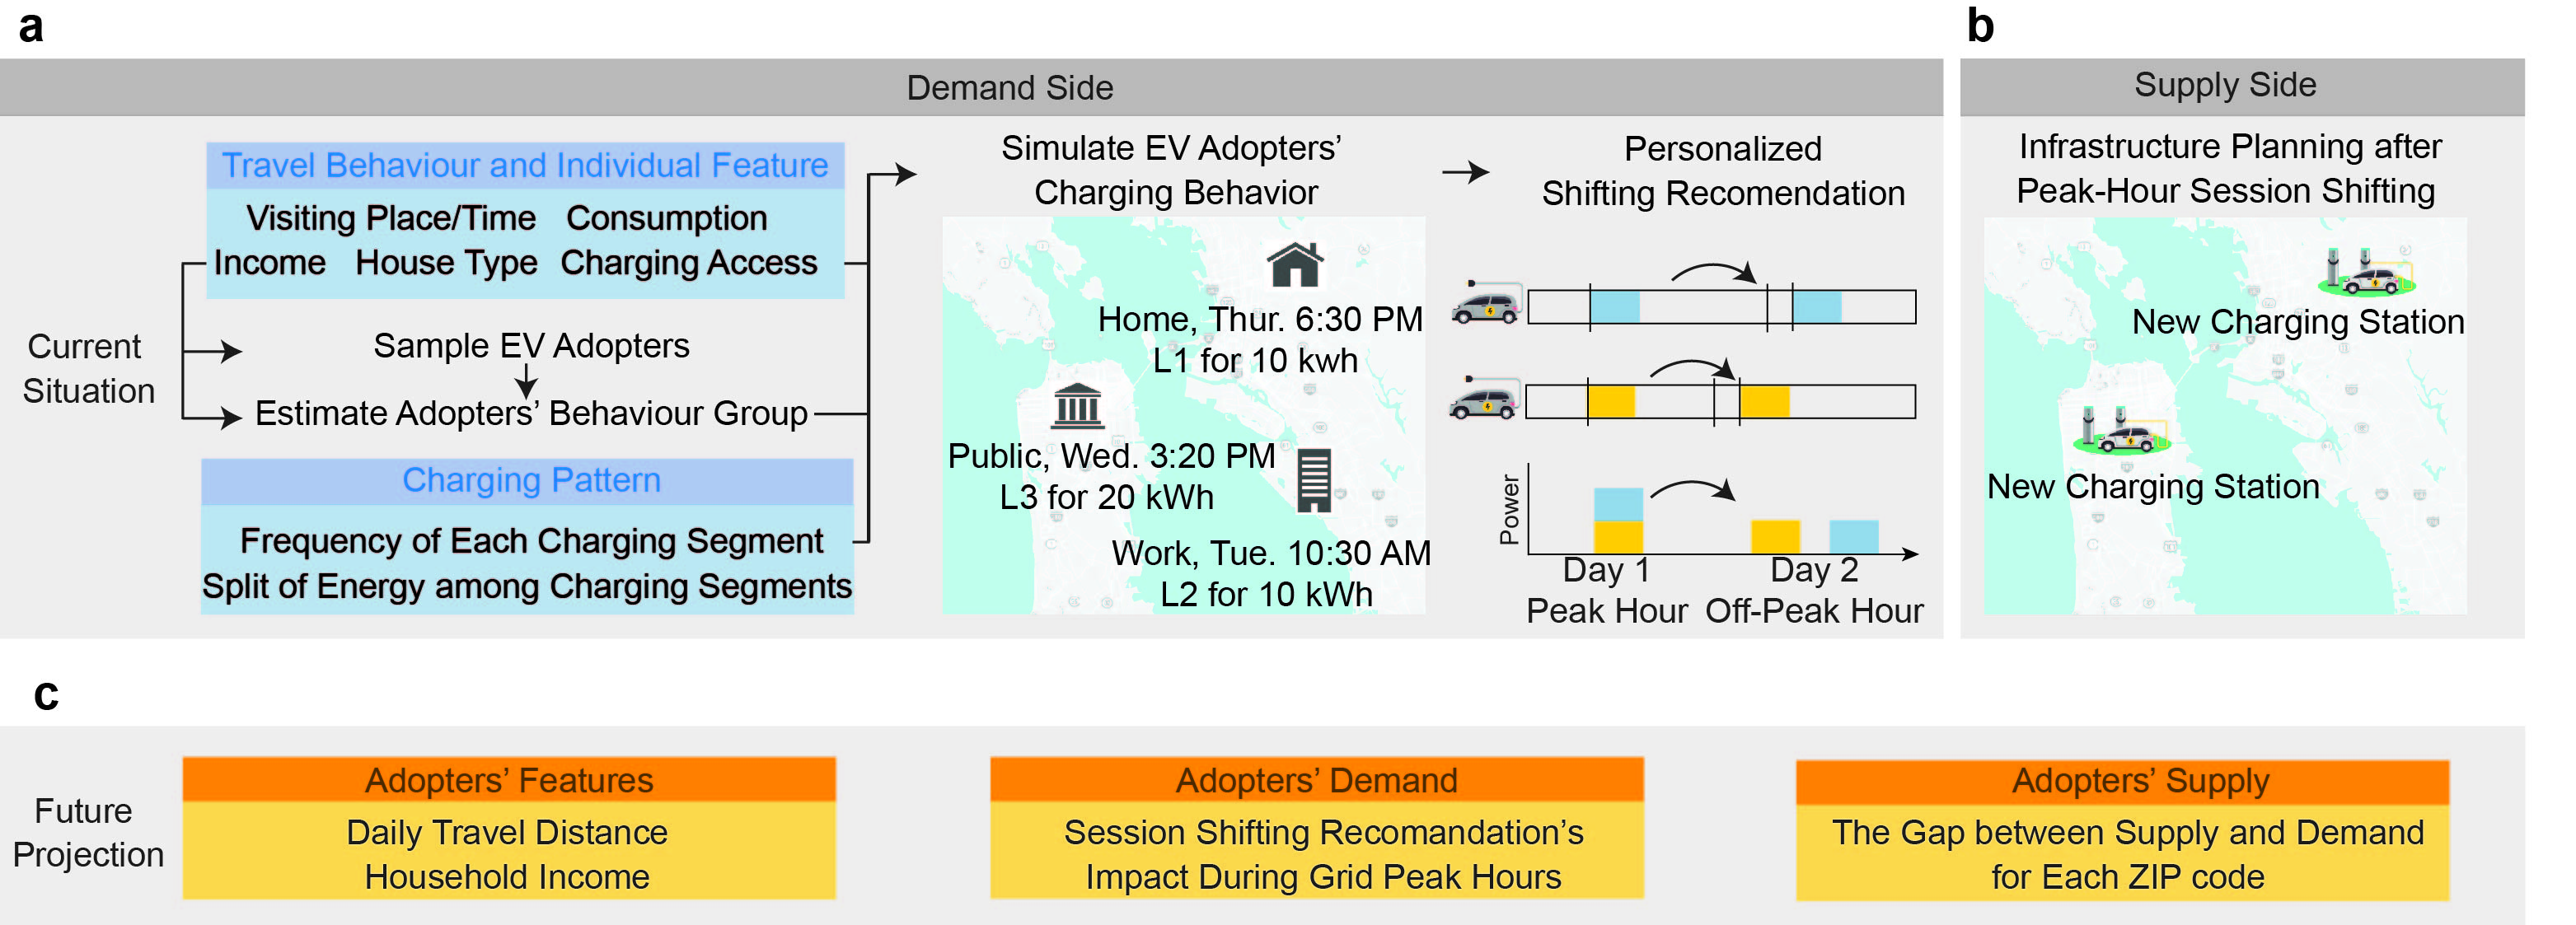 a
Demand Side
Travel Behaviour and Individual Feature
Visiting Place/Time Consumption
Income House Type Charging Access
Current
Situation
Sample EV Adopters
Estimate Adopters’ Behaviour Group
Charging Pattern
Frequency of Each Charging Segment
Split of Energy among Charging Segments
Simulate EV Adopters’
Charging Behavior
Home, Thur. 6:30 PM
L1 for 10 kwh
Public, Wed. 3:20 PM
L3 for 20 kWh
Work, Tue. 10:30 AM
L2 for 10 kWh
Personalized
Shifting Recomendation
Power
Day 1
Peak Hour
Day 2
Off-Peak Hour
b
Supply Side
Infrastructure Planning after
Peak-Hour Session Shifting
New Charging Station
New Charging Station
c
Future
Projection
Adopters’ Features
Daily Travel Distance
Household Income
Adopters’ Demand
Session Shifting Recomandation’s
Impact During Grid Peak Hours
Adopters’ Supply
The Gap between Supply and Demand
for Each ZIP code